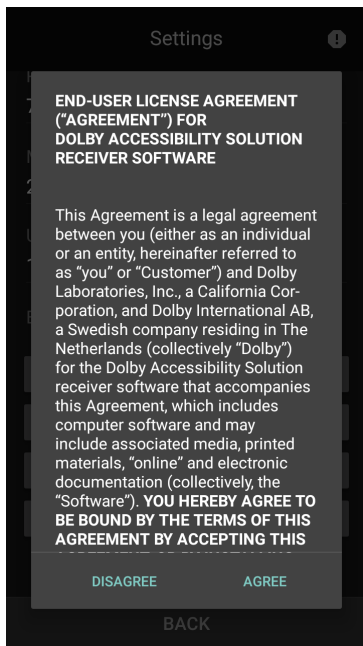 Settings
END-USER LICENSE AGREEMENT
(“AGREEMENT”) FOR
DOLBY ACCESSIBILITY SOLUTION
RECEIVER SOFTWARE
This Agreement is a legal agreement
between you (either as an individual
or an entity, hereinafter referred to
as “you” or “Customer”) and Dolby
Laboratories, Inc., a California Cor-
poration, and Dolby International AB,
a Swedish company residing in The
Netherlands (collectively “Dolby”)
for the Dolby Accessibility Solution
receiver software that accompanies
this Agreement, which includes
computer software and may
include associated media, printed
materials, “online” and electronic
documentation (collectively, the
“Software”). YOU HEREBY AGREE TO
BE BOUND BY THE TERMS OF THIS
AGREEMENT BY ACCEPTING THIS
DISAGREE AGREE
BACK